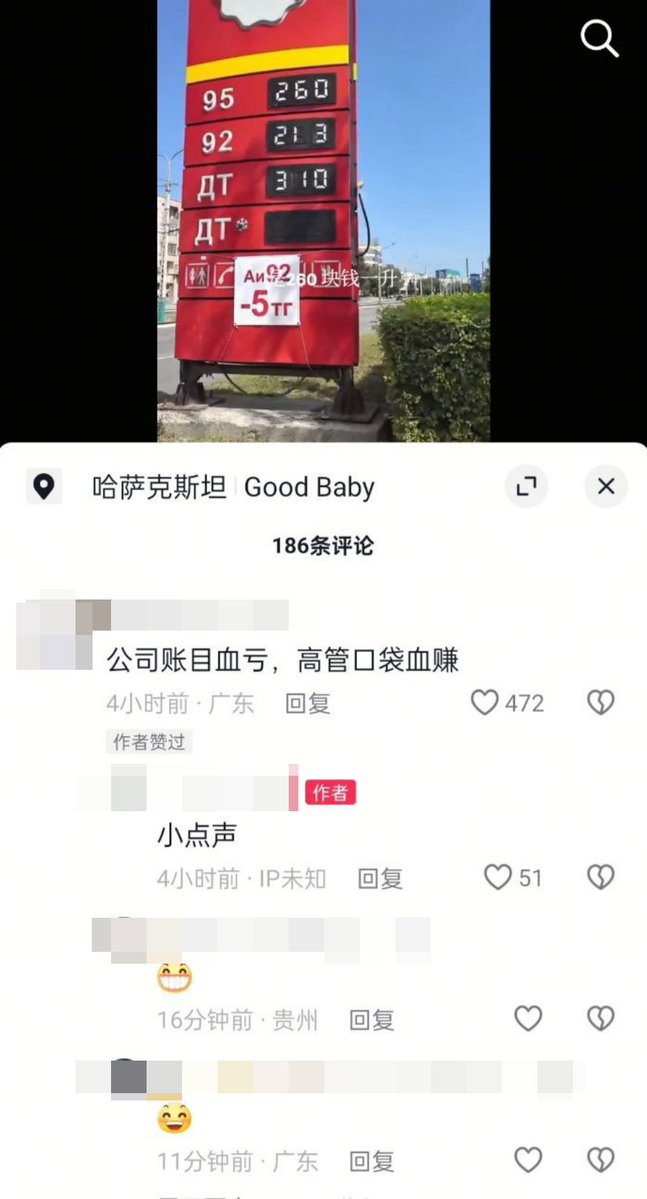 95 260
92 213
ДТ 310
ДТ
Аи92
260块钱一升
-5тг
哈萨克斯坦 Good Baby
186条评论
公司账目血亏，高管口袋血赚
4小时前 · 广东 回复 472
作者赞过
作者
小点声
4小时前 · IP未知 回复 51
16分钟前 · 贵州 回复
11分钟前 · 广东 回复